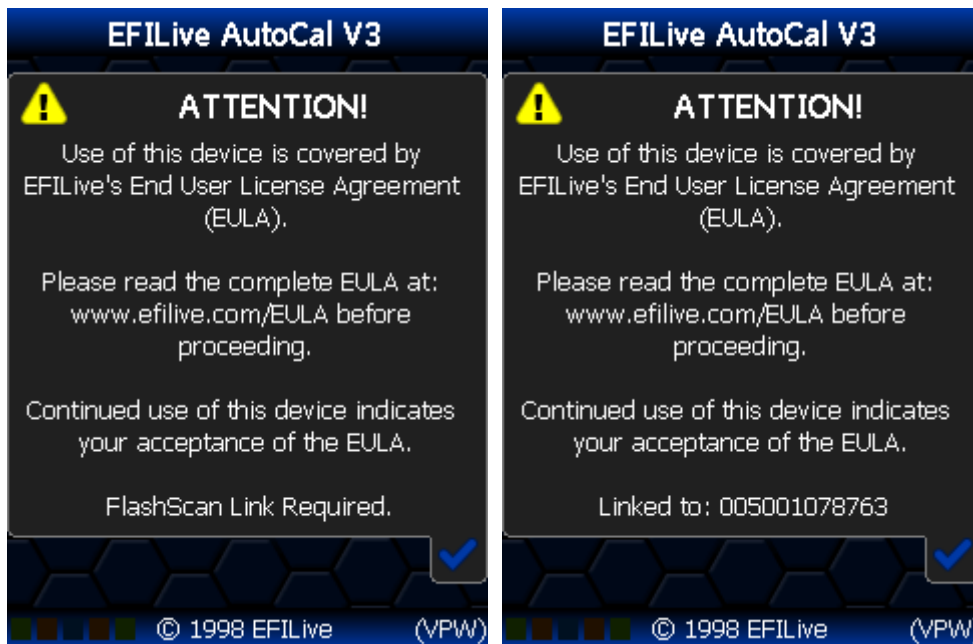 EFILive AutoCal V3
ATTENTION!
Use of this device is covered by
EFILive's End User License Agreement
(EULA).
Please read the complete EULA at:
www.efilive.com/EULA before
proceeding.
Continued use of this device indicates
your acceptance of the EULA.
FlashScan Link Required.
© 1998 EFILive (VPW)
EFILive AutoCal V3
ATTENTION!
Use of this device is covered by
EFILive's End User License Agreement
(EULA).
Please read the complete EULA at:
www.efilive.com/EULA before
proceeding.
Continued use of this device indicates
your acceptance of the EULA.
Linked to: 005001078763
© 1998 EFILive (VPW)